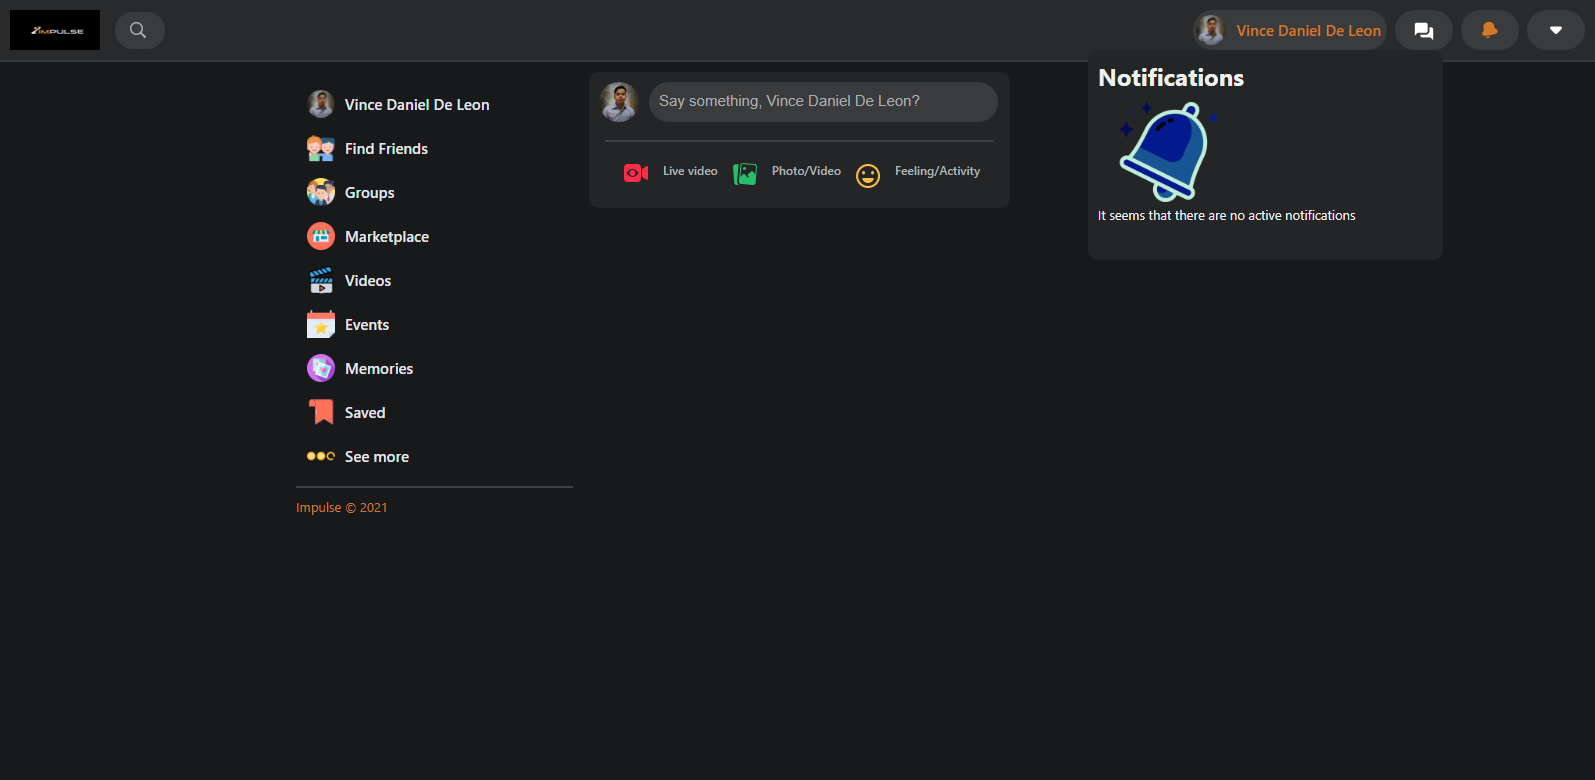 IMPULSE
Vince Daniel De Leon
Notifications
It seems that there are no active notifications
Vince Daniel De Leon
Find Friends
Groups
Marketplace
Videos
Events
Memories
Saved
See more
Impulse © 2021
Say something, Vince Daniel De Leon?
Live video
Photo/Video
Feeling/Activity